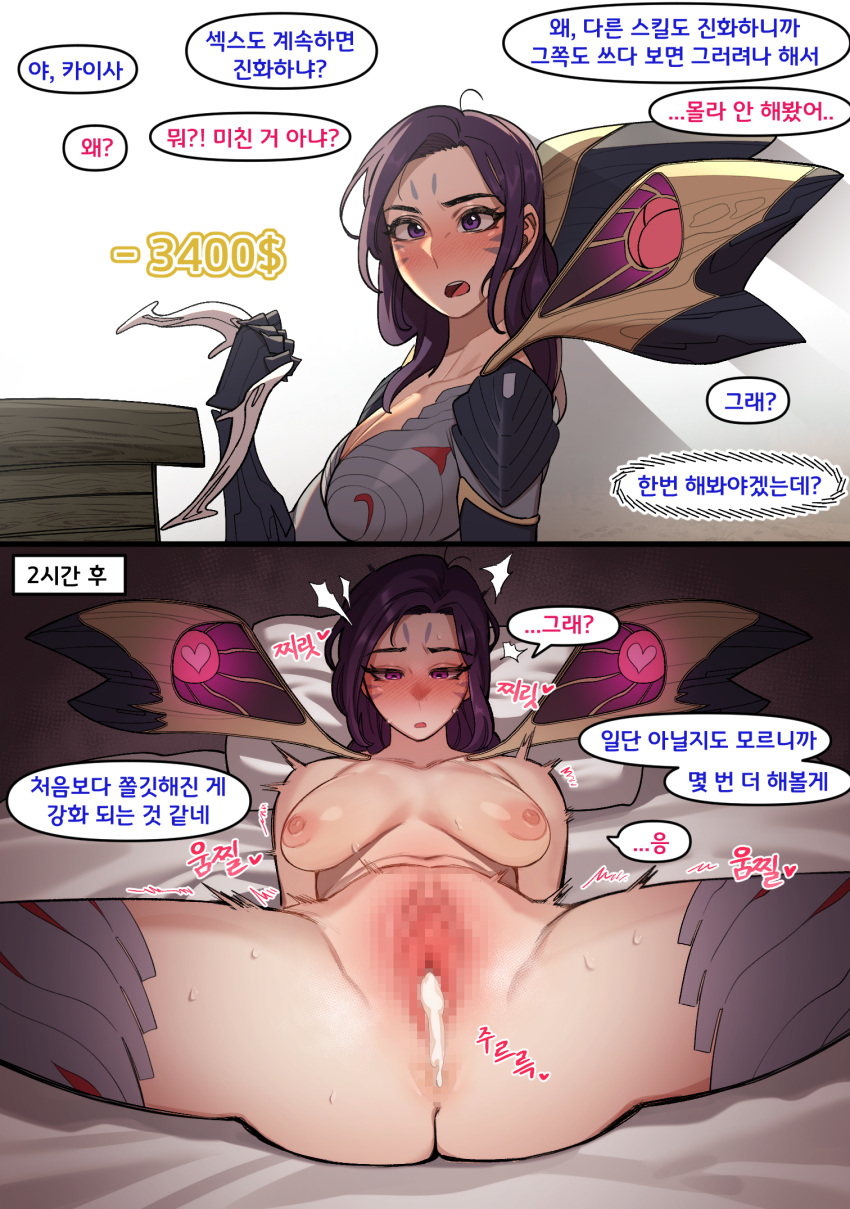 야, 카이사
왜?
섹스도 계속하면
진화하냐?
뭐?! 미친 거 아냐?
왜, 다른 스킬도 진화하니까
그쪽도 쓰다 보면 그러려나 해서
...몰라 안 해봤어..
- 3400$
그래?
한번 해봐야겠는데?
2시간 후
찌릿♥
찌릿♥
처음보다 쫄깃해진 게
강화 되는 것 같네
...그래?
일단 아닐지도 모르니까
몇 번 더 해볼게
...응
움찔♥
움찔♥
주르륵♥